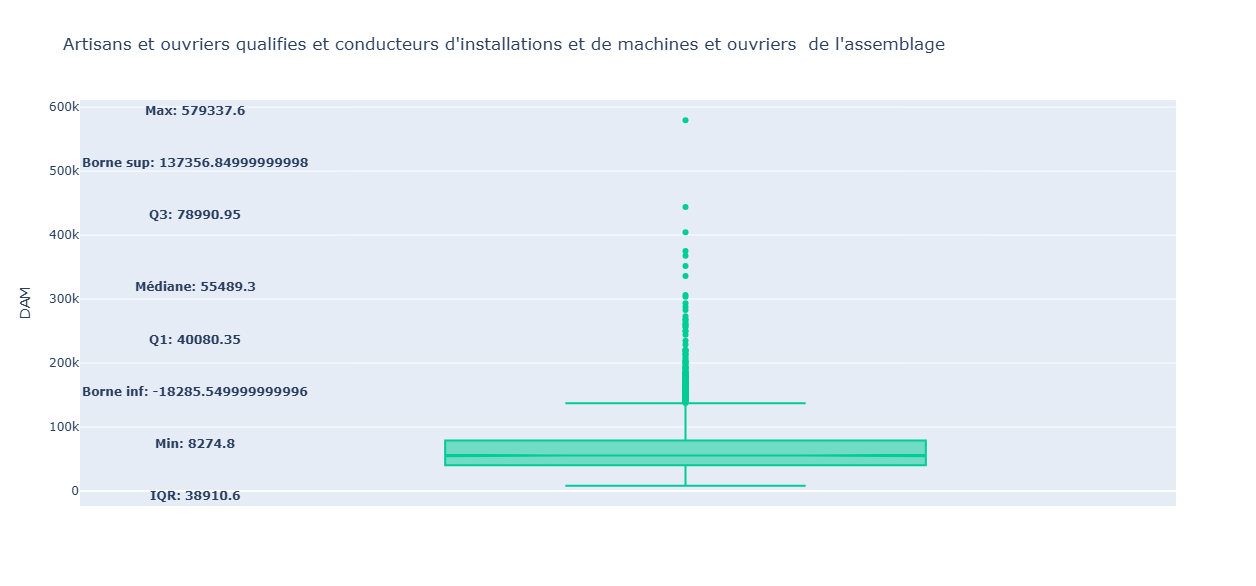 Artisans et ouvriers qualifies et conducteurs d'installations et de machines et ouvriers  de l'assemblage
600k
Max: 579337.6
Borne sup: 137356.84999999998
500k
Q3: 78990.95
400k
Médiane: 55489.3
300k
DAM
Q1: 40080.35
200k
Borne inf: -18285.549999999996
100k
Min: 8274.8
0
IQR: 38910.6